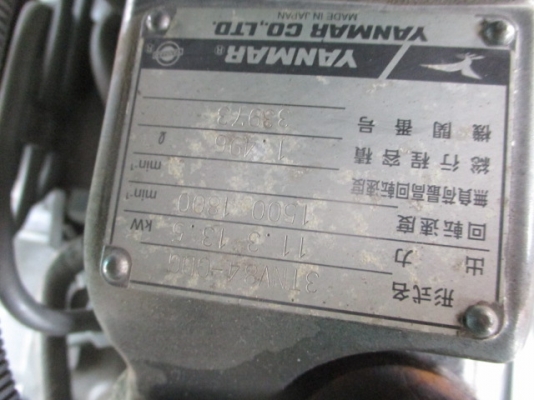 形式名
出力 kW
回転速度 1500 1800 min⁻¹
無負荷最高回転速度 min⁻¹
総行程容積 ℓ
機関番号
YANMAR®
YANMAR CO.,LTD.
MADE IN JAPAN